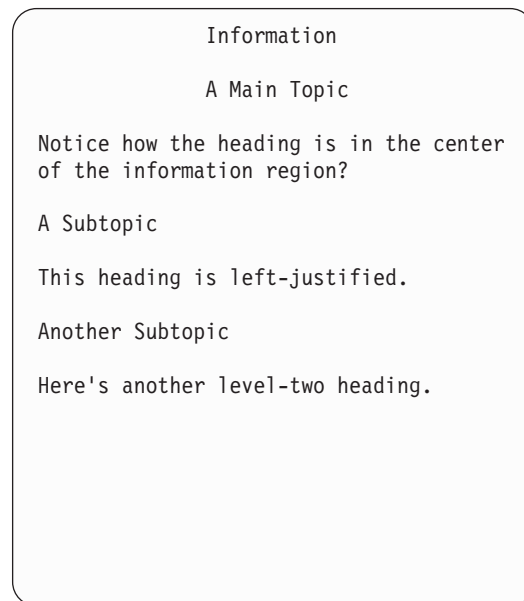 Information
A Main Topic
Notice how the heading is in the center
of the information region?
A Subtopic
This heading is left-justified.
Another Subtopic
Here's another level-two heading.